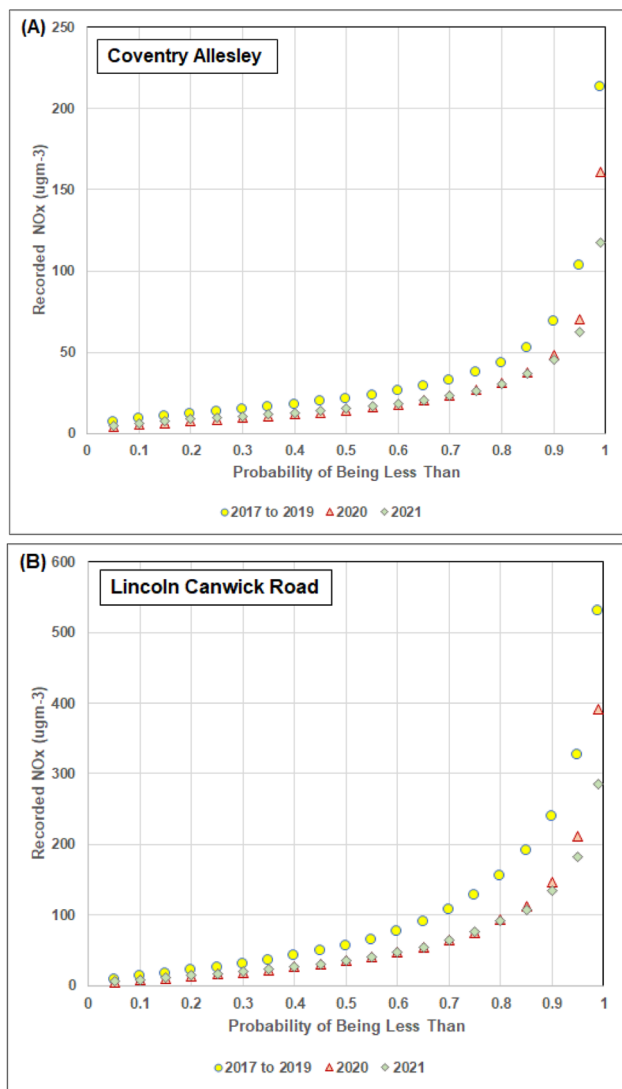 (A)
Coventry Allesley
250
200
150
100
50
0
Recorded NOx (ugm-3)
0 0.1 0.2 0.3 0.4 0.5 0.6 0.7 0.8 0.9 1
Probability of Being Less Than
2017 to 2019 2020 2021
(B)
Lincoln Canwick Road
600
500
400
300
200
100
0
Recorded NOx (ugm-3)
0 0.1 0.2 0.3 0.4 0.5 0.6 0.7 0.8 0.9 1
Probability of Being Less Than
2017 to 2019 2020 2021